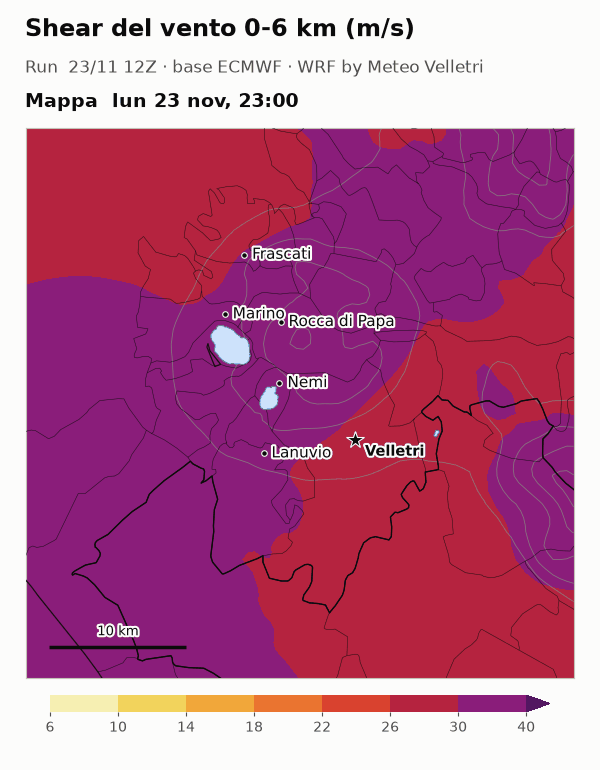 Shear del vento 0-6 km (m/s)
Run  23/11 12Z · base ECMWF · WRF by Meteo Velletri
Mappa  lun 23 nov, 23:00
Frascati
Marino
Rocca di Papa
Nemi
Velletri
Lanuvio
10 km
6 10 14 18 22 26 30 40